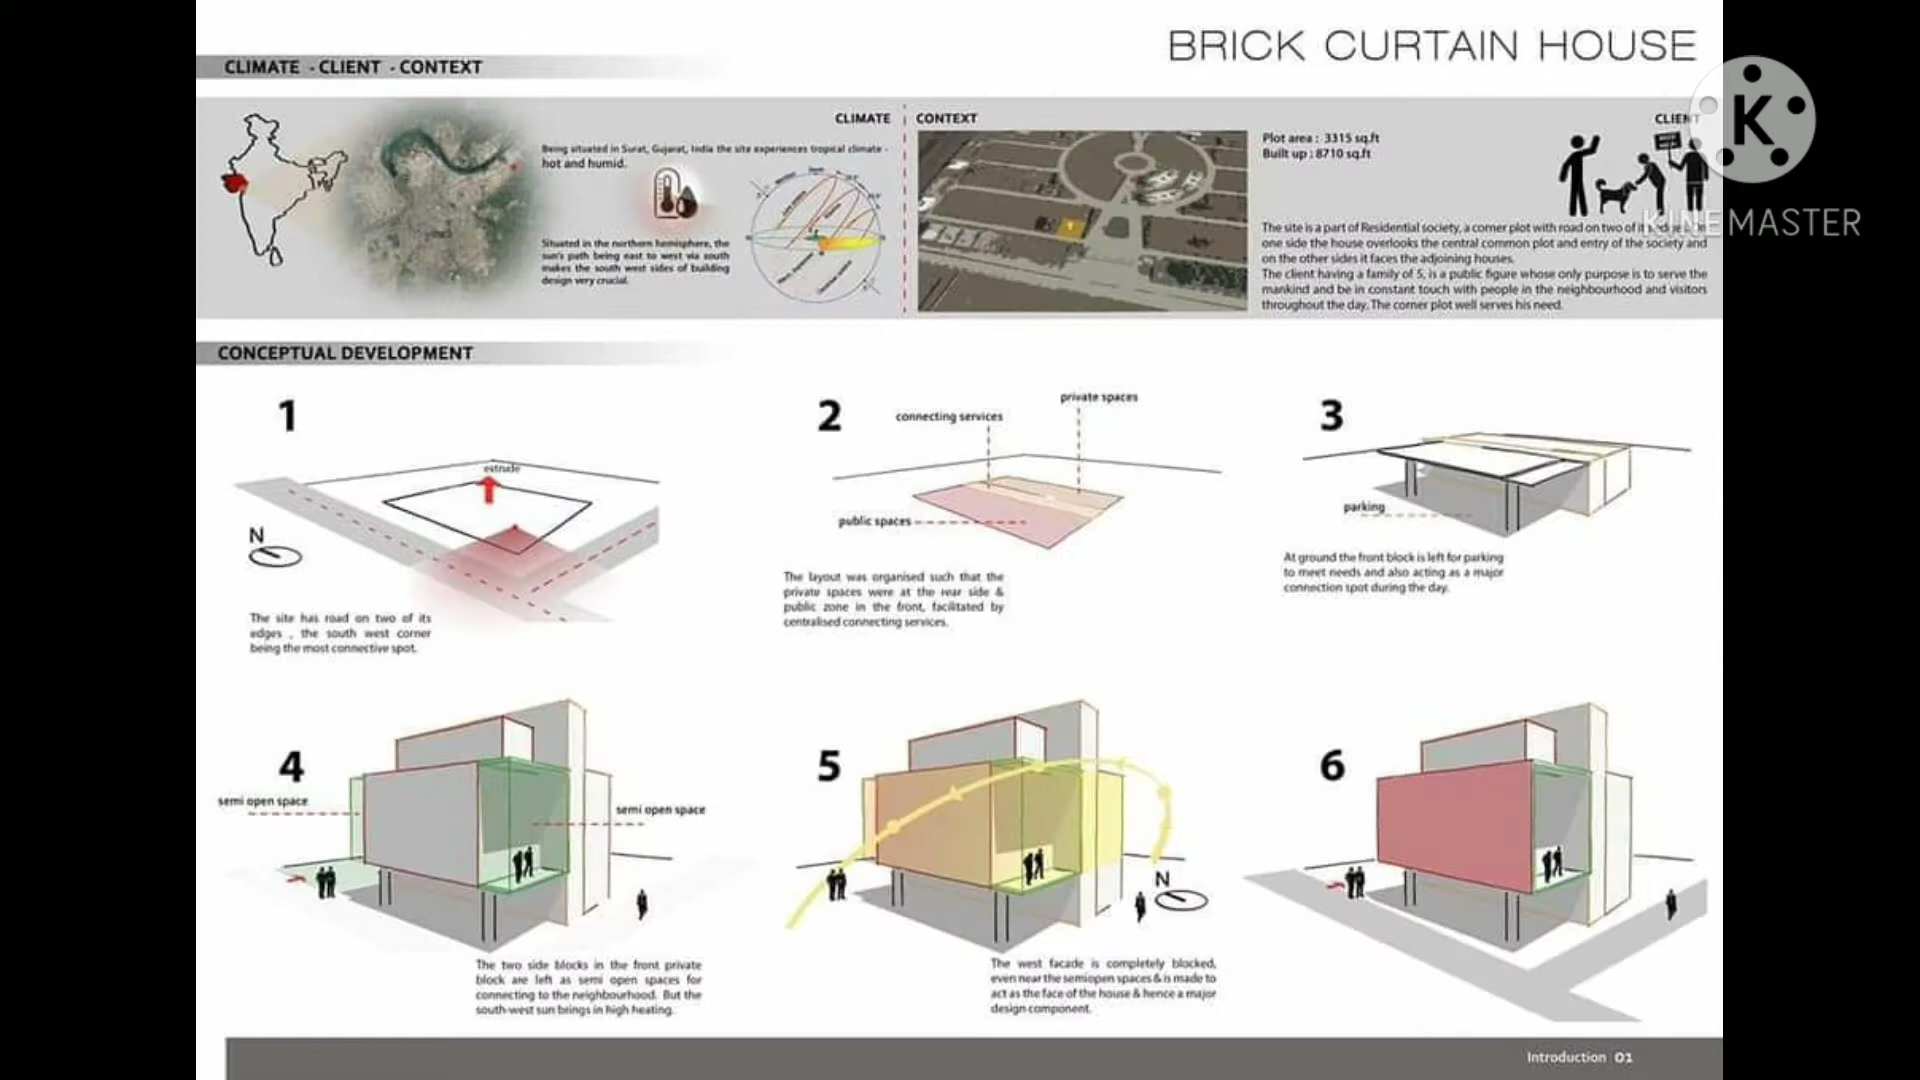 BRICK CURTAIN HOUSE
CLIMATE - CLIENT - CONTEXT
CLIMATE
Being situated in Surat, Gujarat, India the site experiences tropical climate -
hot and humid.
Situated in the northern hemisphere, the
sun's path being east to west via south
makes the south west sides of building
design very crucial.
CONTEXT
Plot area : 3315 sq.ft
Built up : 8710 sq.ft
CLIENT
K
KINEMASTER
The site is a part of Residential society, a corner plot with road on two of
one side the house overlooks the central common plot and entry of the society and
on the other sides it faces the adjoining houses.
The client having a family of 5, is a public figure whose only purpose is to serve the
mankind and be in constant touch with people in the neighbourhood and visitors
throughout the day. The corner plot well serves his need.
CONCEPTUAL DEVELOPMENT
1
estrude
N
The site has road on two of its
edges , the south west corner
being the most connective spot.
2
connecting services
private spaces
public spaces
The layout was organised such that the
private spaces were at the rear side &
public zone in the front, facilitated by
centralised connecting services.
3
parking
At ground the front block is left for parking
to meet needs and also acting as a major
connection spot during the day.
4
semi open space
semi open space
The two side blocks in the front private
block are left as semi open spaces for
connecting to the neighbourhood. But the
south-west sun brings in high heating.
5
N
The west facade is completely blocked,
even near the semiopen spaces & is made to
act as the face of the house & hence a major
design component.
6
Introduction 01